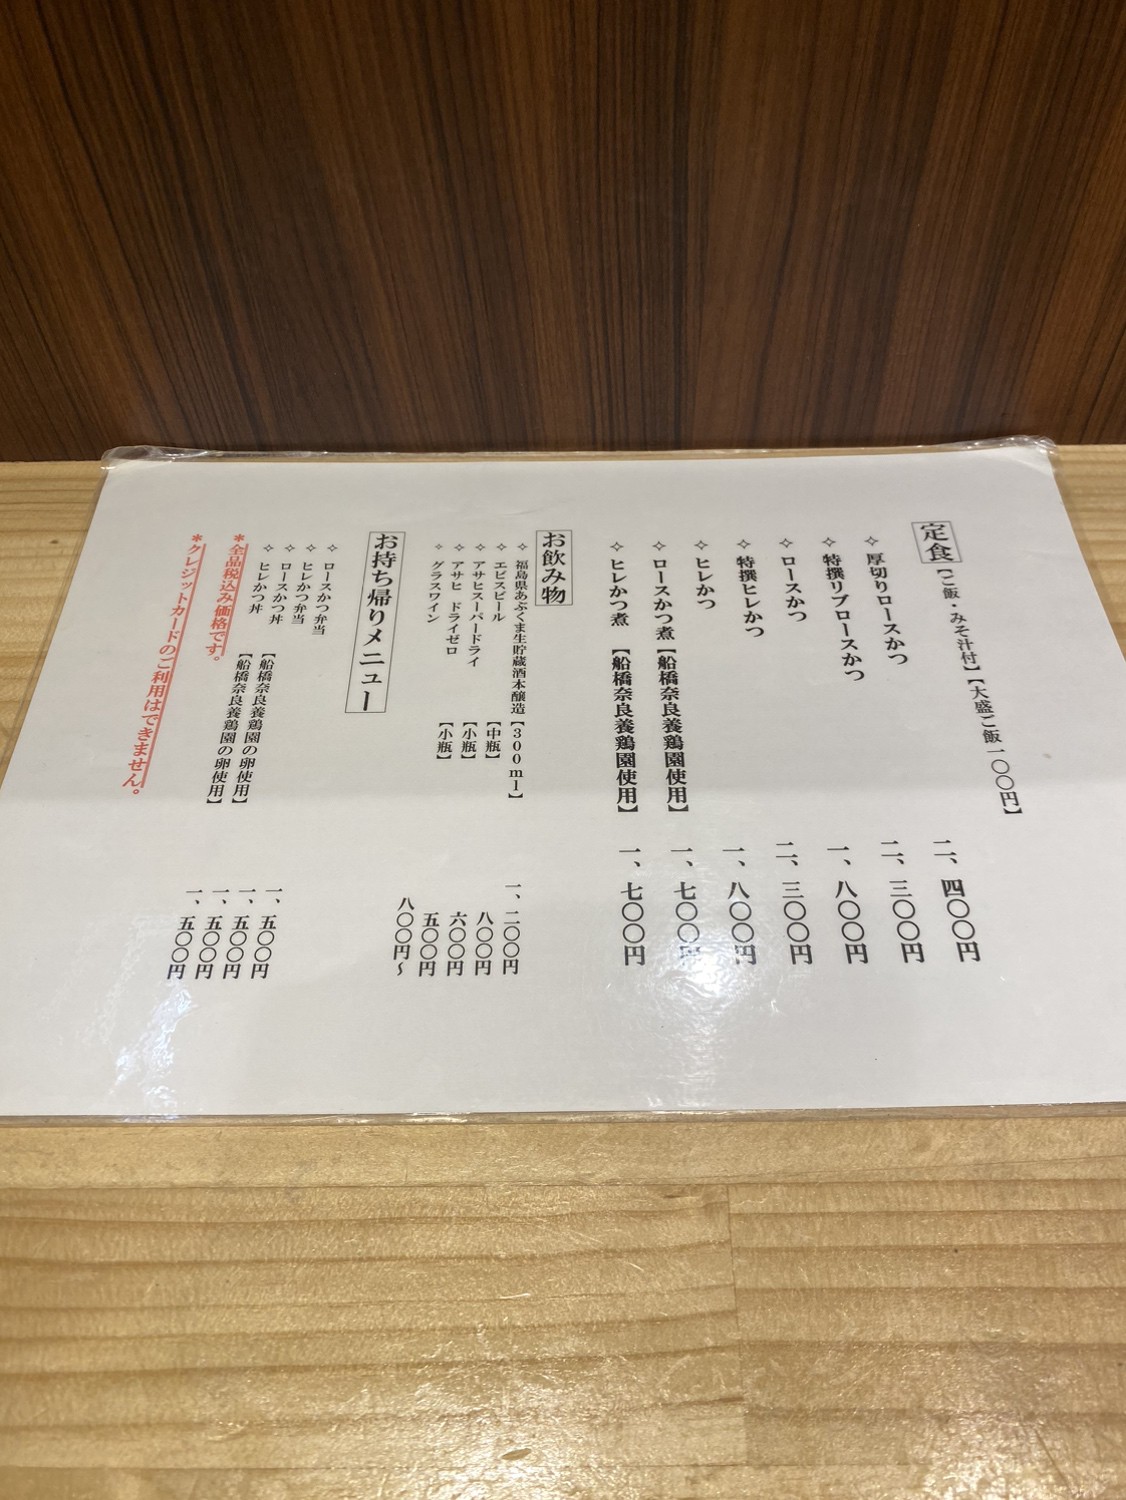 定食【ご飯・みそ汁付】【大盛ご飯一〇〇円】
✧ 厚切りロースかつ 二、四〇〇円
✧ 特撰リブロースかつ 二、三〇〇円
✧ ロースかつ 一、八〇〇円
✧ 特撰ヒレかつ 二、三〇〇円
✧ ヒレかつ 一、八〇〇円
✧ ロースかつ煮【船橋奈良養鶏園使用】 一、七〇〇円
✧ ヒレかつ煮【船橋奈良養鶏園使用】 一、七〇〇円
お飲み物
✧ 福島県あぶくま生貯蔵酒本醸造【300ml】 一、二〇〇円
✧ エビスビール【中瓶】 八〇〇円
✧ アサヒスーパードライ【小瓶】 六〇〇円
✧ アサヒ ドライゼロ【小瓶】 五〇〇円
✧ グラスワイン 八〇〇円〜
お持ち帰りメニュー
✧ ロースかつ弁当 一、五〇〇円
✧ ヒレかつ弁当 一、五〇〇円
✧ ロースかつ丼【船橋奈良養鶏園の卵使用】 一、五〇〇円
✧ ヒレかつ丼【船橋奈良養鶏園の卵使用】 一、五〇〇円
＊全品税込み価格です。
＊クレジットカードのご利用はできません。